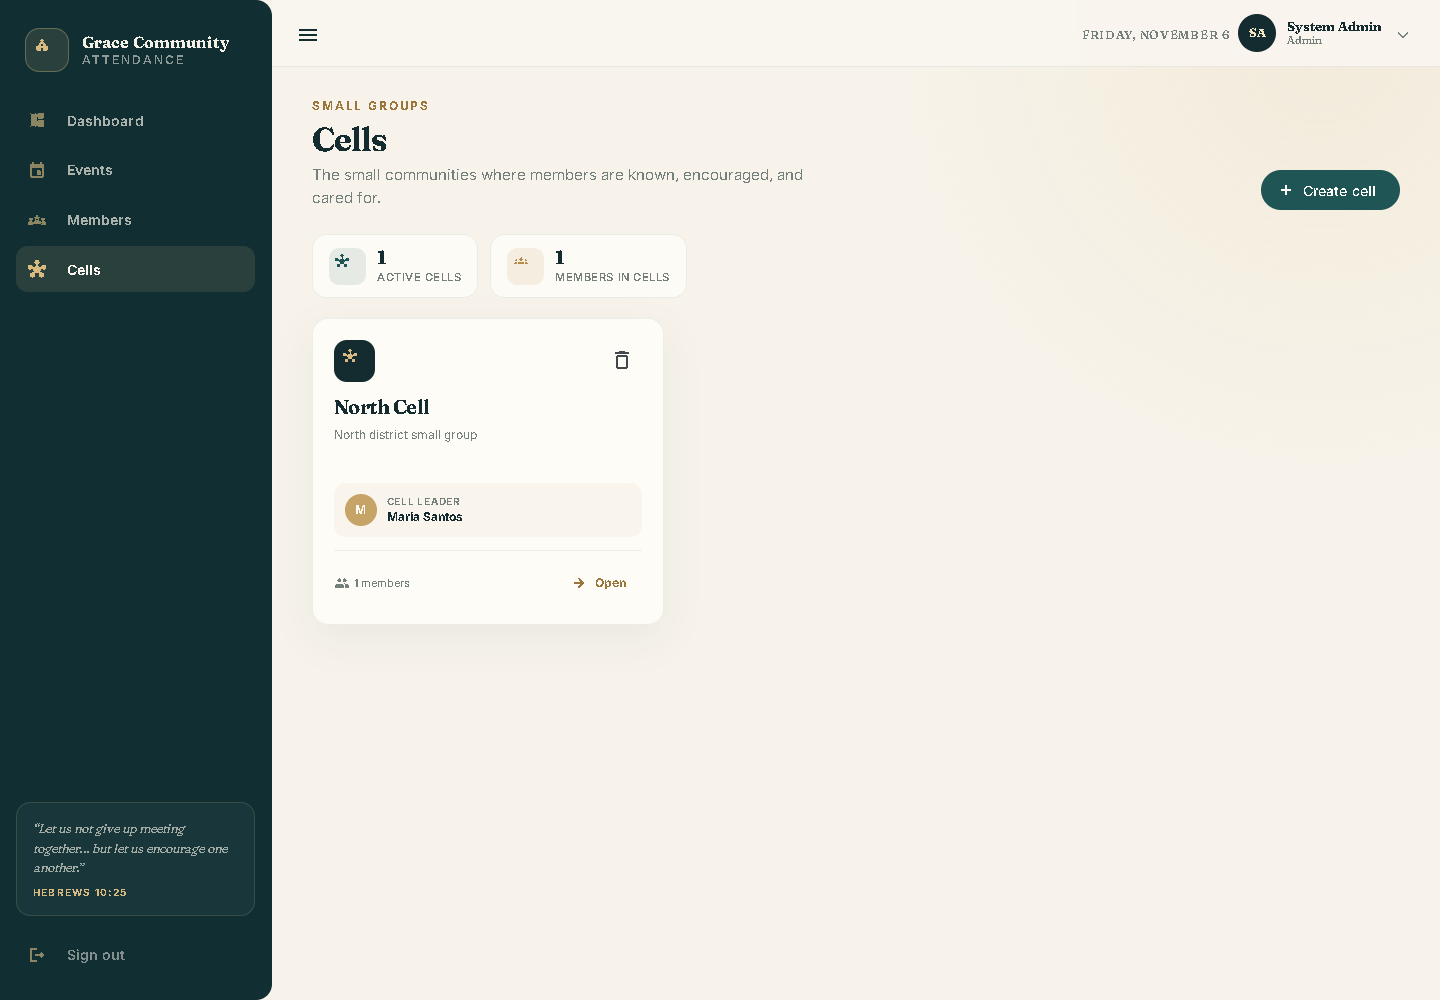 Grace Community
ATTENDANCE
Dashboard
Events
Members
Cells
“Let us not give up meeting
together... but let us encourage one
another.”
HEBREWS 10:25
Sign out
FRIDAY, NOVEMBER 6
SA
System Admin
Admin
SMALL GROUPS
Cells
The small communities where members are known, encouraged, and
cared for.
Create cell
1
ACTIVE CELLS
1
MEMBERS IN CELLS
North Cell
North district small group
M
CELL LEADER
Maria Santos
1 members
Open